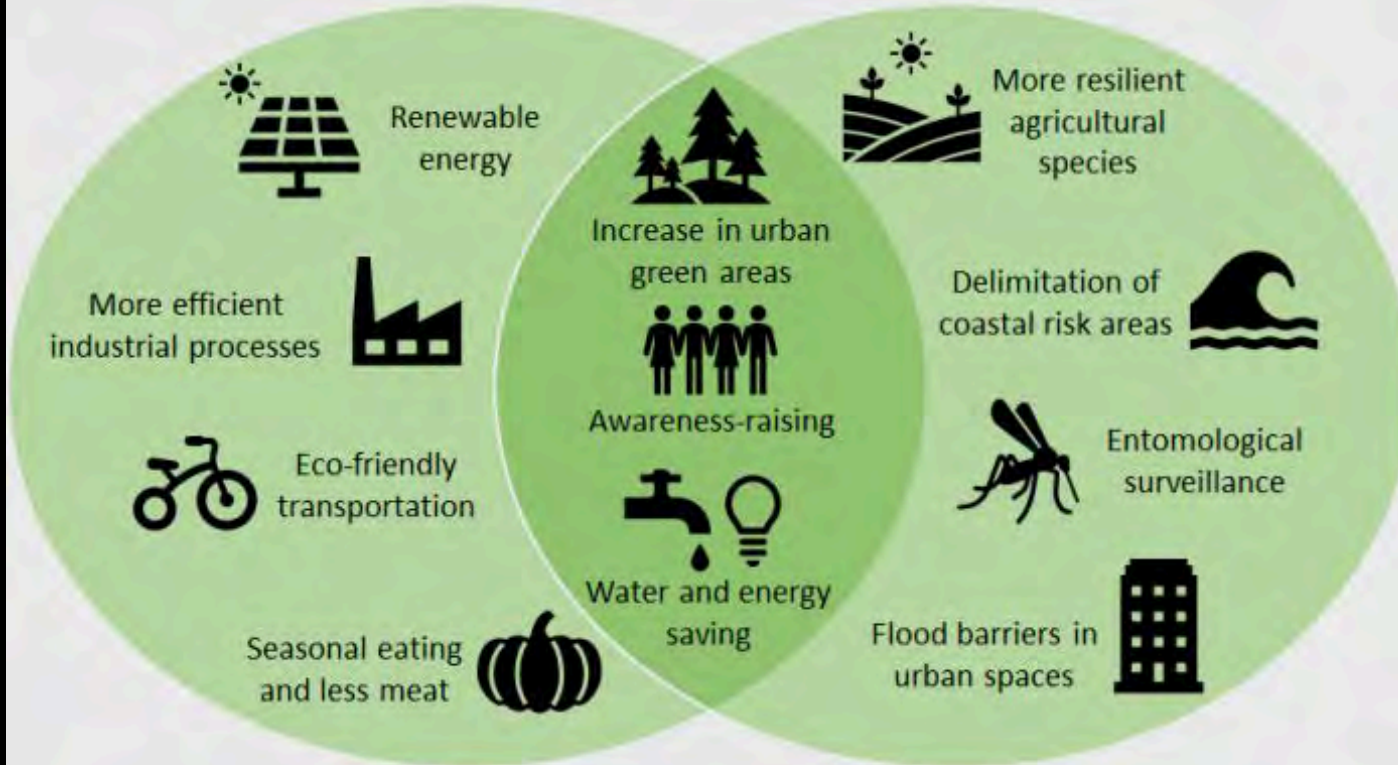 Renewable
energy
More efficient
industrial processes
Eco-friendly
transportation
Seasonal eating
and less meat
Increase in urban
green areas
Awareness-raising
Water and energy
saving
More resilient
agricultural
species
Delimitation of
coastal risk areas
Entomological
surveillance
Flood barriers in
urban spaces